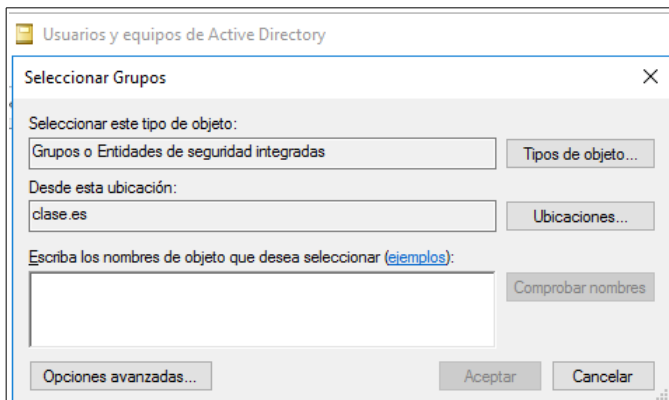 Usuarios y equipos de Active Directory
Seleccionar Grupos
Seleccionar este tipo de objeto:
Grupos o Entidades de seguridad integradas
Tipos de objeto...
Desde esta ubicación:
clase.es
Ubicaciones...
Escriba los nombres de objeto que desea seleccionar (ejemplos):
Comprobar nombres
Opciones avanzadas...
Aceptar
Cancelar